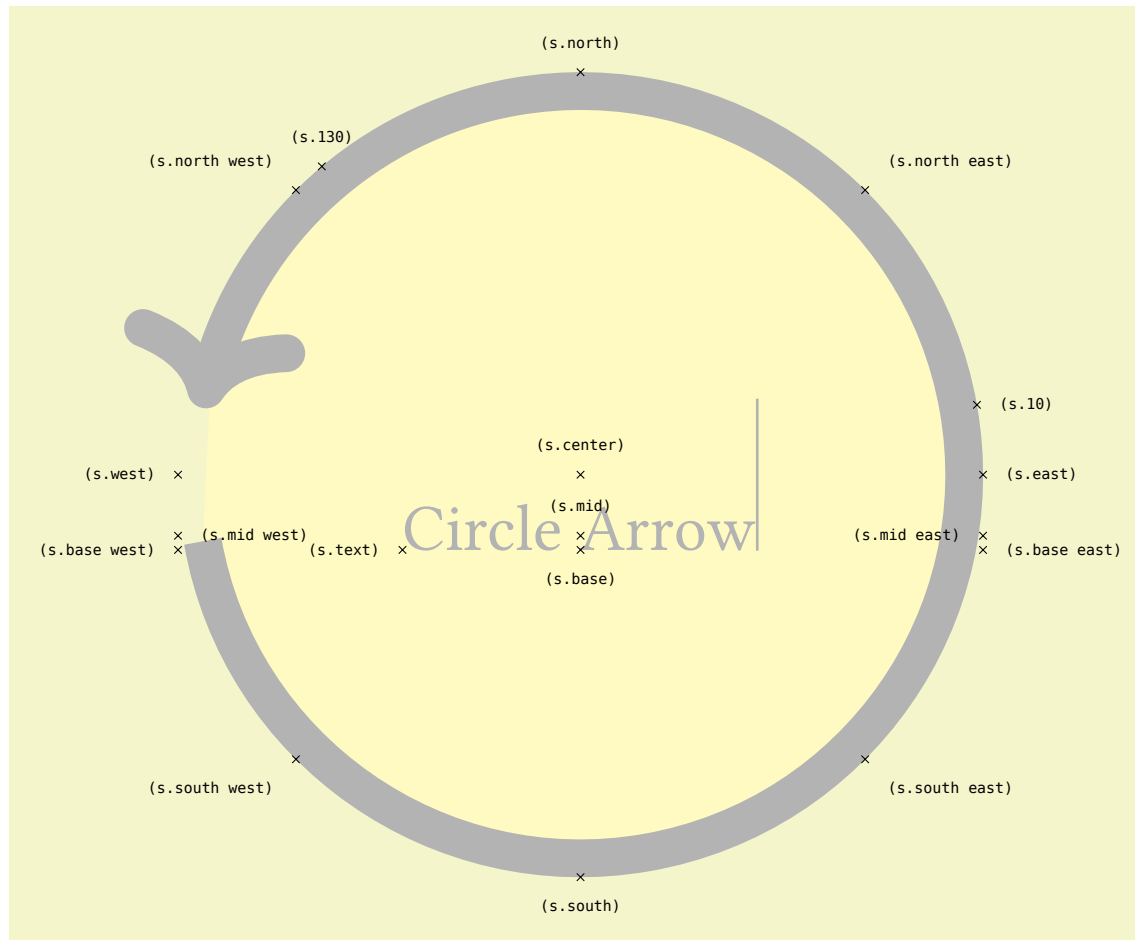 (s.north)
(s.130)
(s.north west)
(s.north east)
(s.10)
(s.center)
(s.west)
(s.east)
(s.mid)
Circle Arrow
(s.mid west)
(s.mid east)
(s.base west)
(s.text)
(s.base east)
(s.base)
(s.south west)
(s.south east)
(s.south)